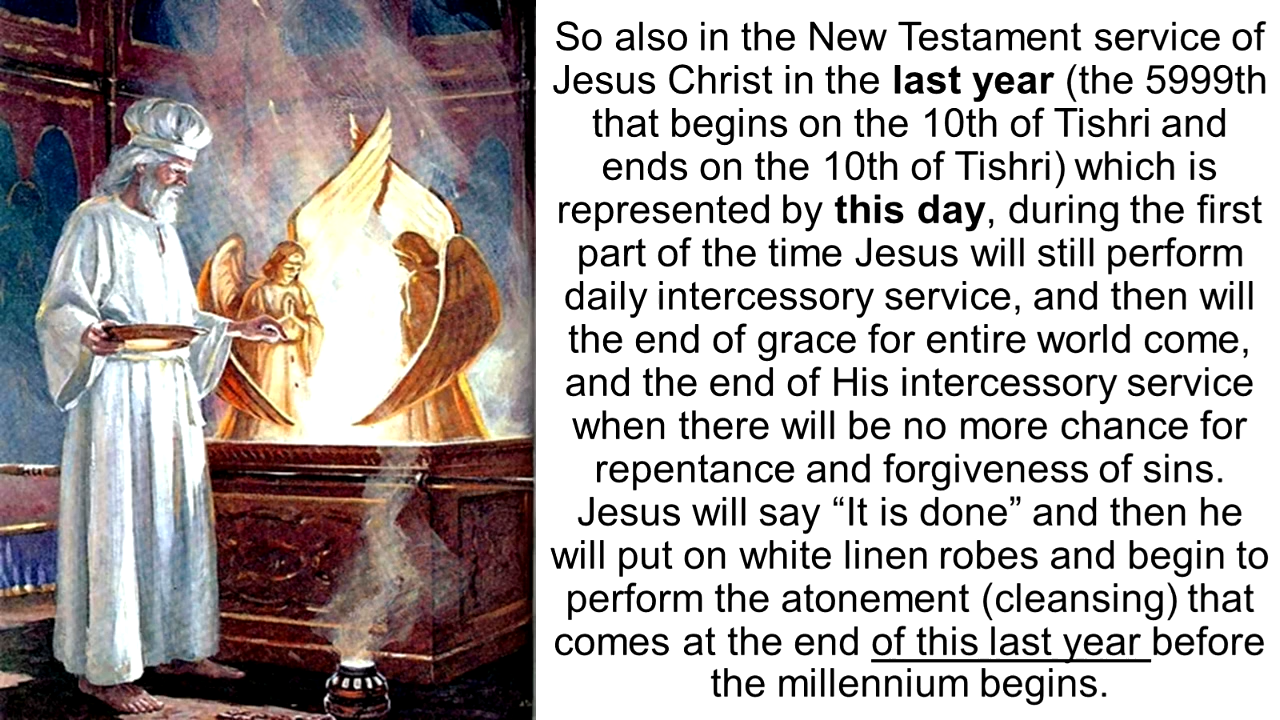 So also in the New Testament service of
Jesus Christ in the last year (the 5999th
that begins on the 10th of Tishri and
ends on the 10th of Tishri) which is
represented by this day, during the first
part of the time Jesus will still perform
daily intercessory service, and then will
the end of grace for entire world come,
and the end of His intercessory service
when there will be no more chance for
repentance and forgiveness of sins.
Jesus will say “It is done” and then he
will put on white linen robes and begin to
perform the atonement (cleansing) that
comes at the end of this last year before
the millennium begins.